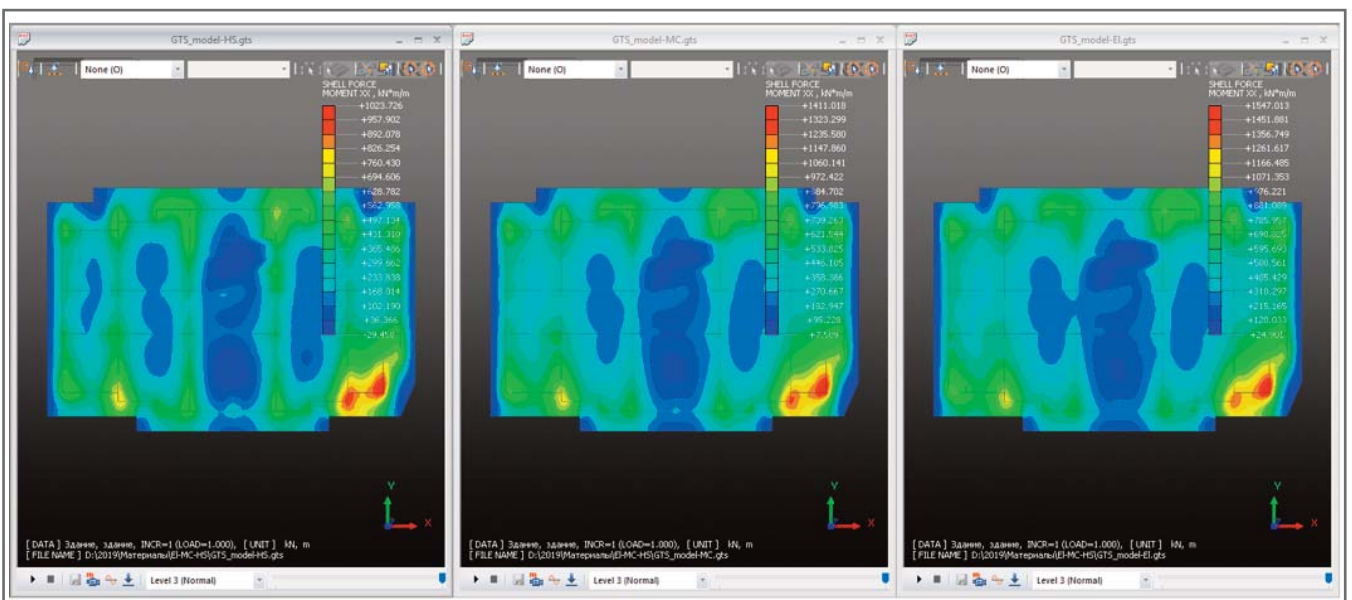 GTS_model-HS.gts
None (O)
SHELL FORCE
MOMENT XX , kN*m/m
+1023.726
+957.902
+892.078
+826.254
+760.430
+694.606
+628.782
+562.958
+497.134
+431.310
+365.486
+299.662
+233.838
+168.014
+102.190
+36.366
-29.458
Y
X
[ DATA ] Здание, здание, INCR=1 (LOAD=1.000), [ UNIT ] kN, m
[ FILE NAME ] D:\2019\Материалы\El-MC-HS\GTS_model-HS.gts
Level 3 (Normal)
GTS_model-MC.gts
None (O)
SHELL FORCE
MOMENT XX , kN*m/m
+1411.018
+1323.299
+1235.580
+1147.860
+1060.141
+972.422
+884.702
+796.983
+709.263
+621.544
+533.825
+446.105
+358.386
+270.667
+182.947
+95.228
+7.509
Y
X
[ DATA ] Здание, здание, INCR=1 (LOAD=1.000), [ UNIT ] kN, m
[ FILE NAME ] D:\2019\Материалы\El-MC-HS\GTS_model-MC.gts
Level 3 (Normal)
GTS_model-El.gts
None (O)
SHELL FORCE
MOMENT XX , kN*m/m
+1547.013
+1451.881
+1356.749
+1261.617
+1166.485
+1071.353
+976.221
+881.089
+785.957
+690.825
+595.693
+500.561
+405.429
+310.297
+215.165
+120.033
+24.901
Y
X
[ DATA ] Здание, здание, INCR=1 (LOAD=1.000), [ UNIT ] kN, m
[ FILE NAME ] D:\2019\Материалы\El-MC-HS\GTS_model-El.gts
Level 3 (Normal)